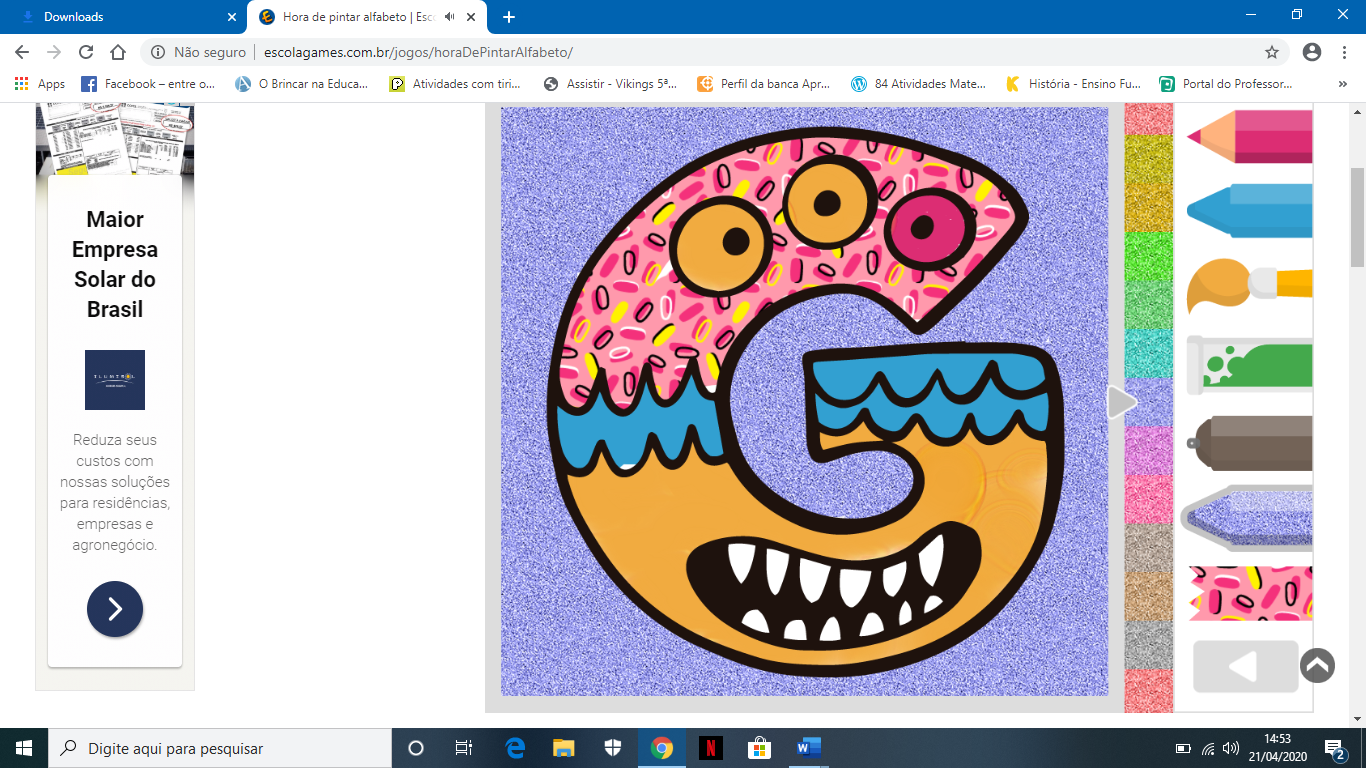 Downloads
Hora de pintar alfabeto | Esc
Não seguro
escolagames.com.br/jogos/horaDePintarAlfabeto/
Apps
Facebook – entre o...
O Brincar na Educa...
Atividades com tiri...
Assistir - Vikings 5ª...
Perfil da banca Apr...
84 Atividades Mate...
História - Ensino Fu...
Portal do Professor...
»
Maior
Empresa
Solar do
Brasil
Reduza seus
custos com
nossas soluções
para residências,
empresas e
agronegócio.
G
Digite aqui para pesquisar
14:53
21/04/2020
2